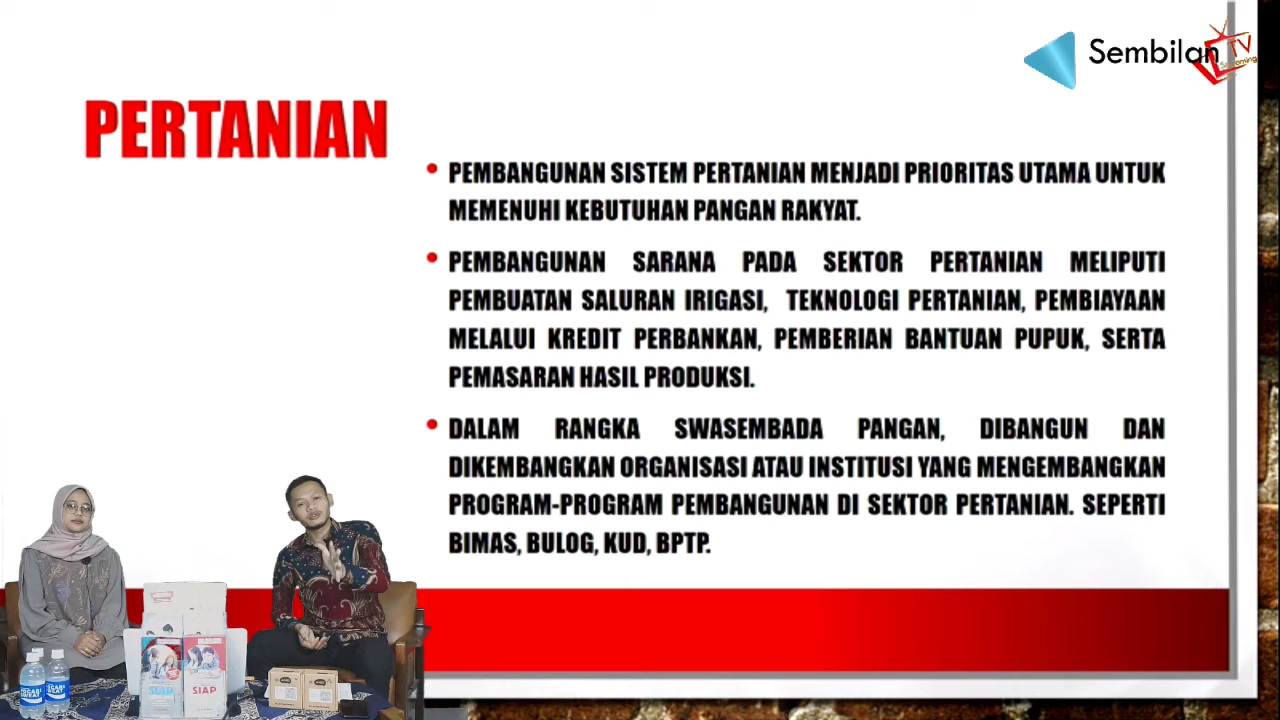 Sembilan
TV
Streaming
PERTANIAN
• PEMBANGUNAN SISTEM PERTANIAN MENJADI PRIORITAS UTAMA UNTUK
MEMENUHI KEBUTUHAN PANGAN RAKYAT.
• PEMBANGUNAN SARANA PADA SEKTOR PERTANIAN MELIPUTI
PEMBUATAN SALURAN IRIGASI, TEKNOLOGI PERTANIAN, PEMBIAYAAN
MELALUI KREDIT PERBANKAN, PEMBERIAN BANTUAN PUPUK, SERTA
PEMASARAN HASIL PRODUKSI.
• DALAM RANGKA SWASEMBADA PANGAN, DIBANGUN DAN
DIKEMBANGKAN ORGANISASI ATAU INSTITUSI YANG MENGEMBANGKAN
PROGRAM-PROGRAM PEMBANGUNAN DI SEKTOR PERTANIAN. SEPERTI
BIMAS, BULOG, KUD, BPTP.
SIAP
SIAP